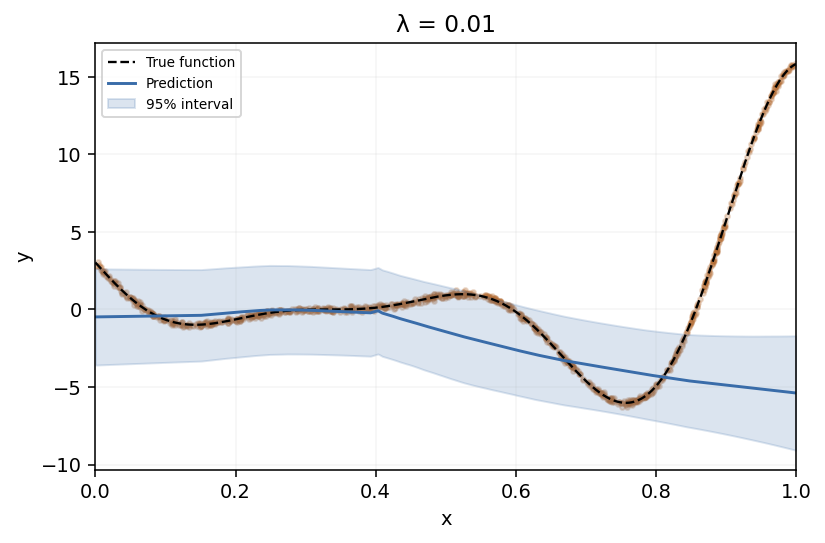 λ = 0.01
True function
Prediction
95% interval
y
15
10
5
0
−5
−10
0.0 0.2 0.4 0.6 0.8 1.0
x